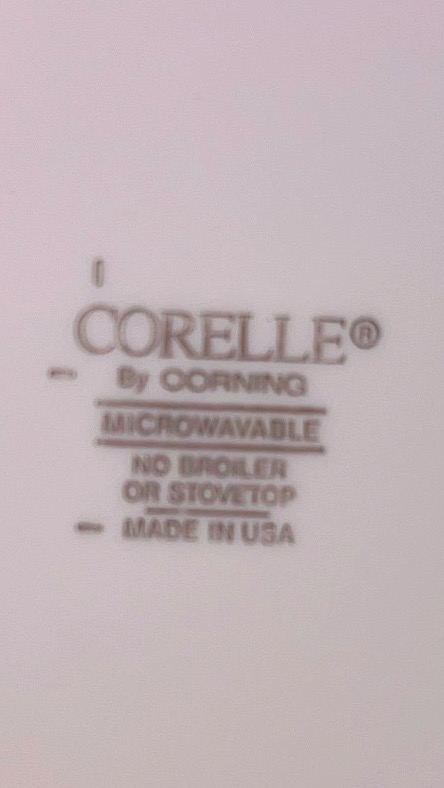 CORELLE®
By CORNING
MICROWAVABLE
NO BROILER
OR STOVETOP
MADE IN USA